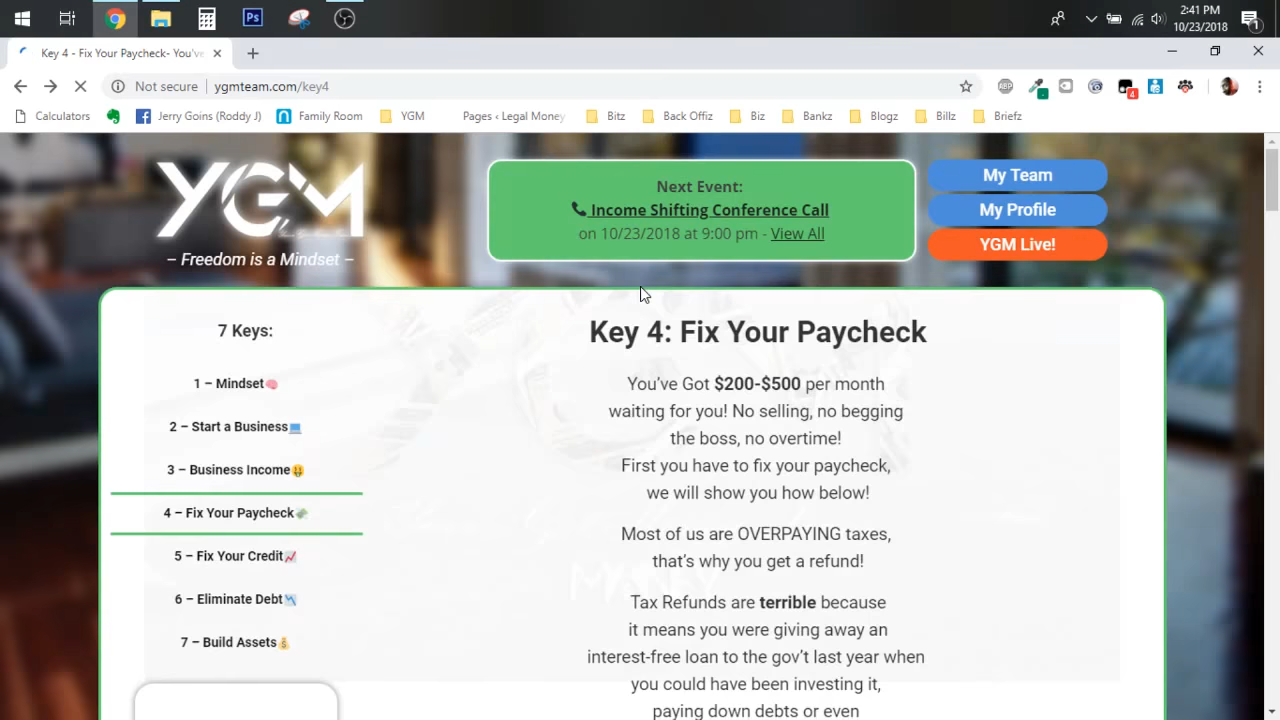 2:41 PM
10/23/2018
Key 4 - Fix Your Paycheck- You've
Not secure
ygmteam.com/key4
Calculators
Jerry Goins (Roddy J)
Family Room
YGM
Pages ‹ Legal Money
Bitz
Back Offiz
Biz
Bankz
Blogz
Billz
Briefz
YGM
– Freedom is a Mindset –
Next Event:
Income Shifting Conference Call
on 10/23/2018 at 9:00 pm - View All
My Team
My Profile
YGM Live!
7 Keys:
1 – Mindset
2 – Start a Business
3 – Business Income
4 – Fix Your Paycheck
5 – Fix Your Credit
6 – Eliminate Debt
7 – Build Assets
Key 4: Fix Your Paycheck
You've Got $200-$500 per month
waiting for you! No selling, no begging
the boss, no overtime!
First you have to fix your paycheck,
we will show you how below!
Most of us are OVERPAYING taxes,
that's why you get a refund!
Tax Refunds are terrible because
it means you were giving away an
interest-free loan to the gov't last year when
you could have been investing it,
paying down debts or even